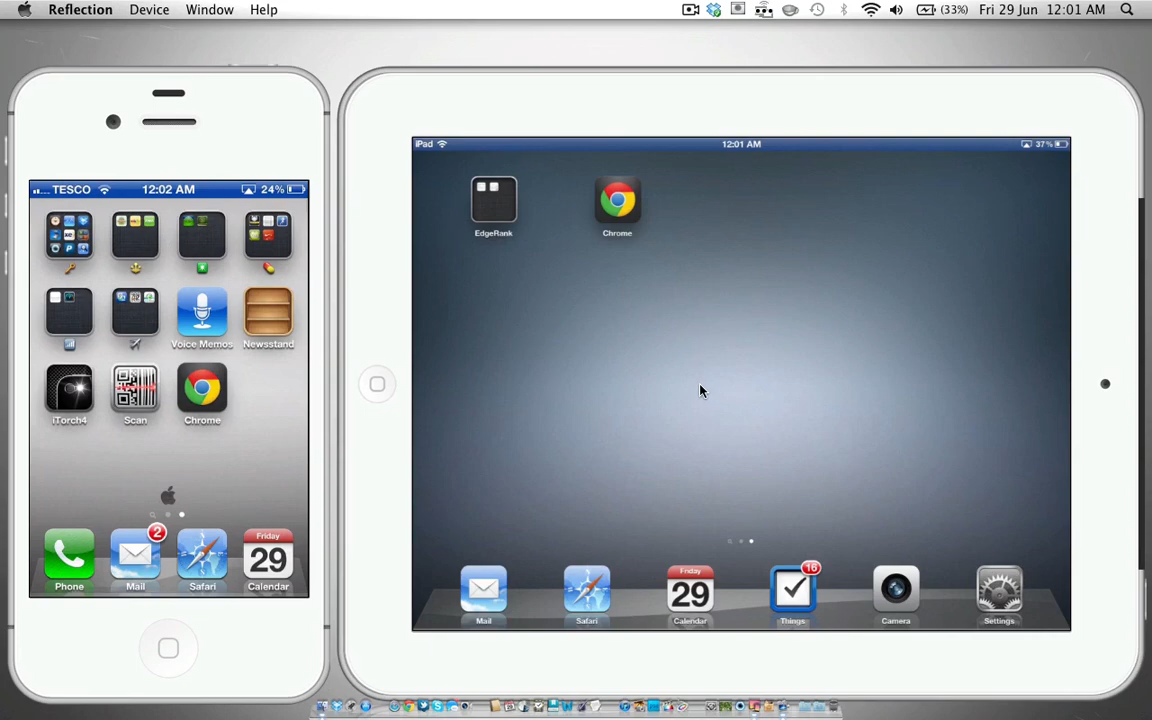 Reflection Device Window Help
(33%) Fri 29 Jun 12:01 AM
TESCO 12:02 AM 24%
Voice Memos Newsstand
iTorch4 Scan Chrome
2
Friday
29
Phone Mail Safari Calendar
iPad 12:01 AM 37%
EdgeRank Chrome
Friday 16
29
Mail Safari Calendar Things Camera Settings